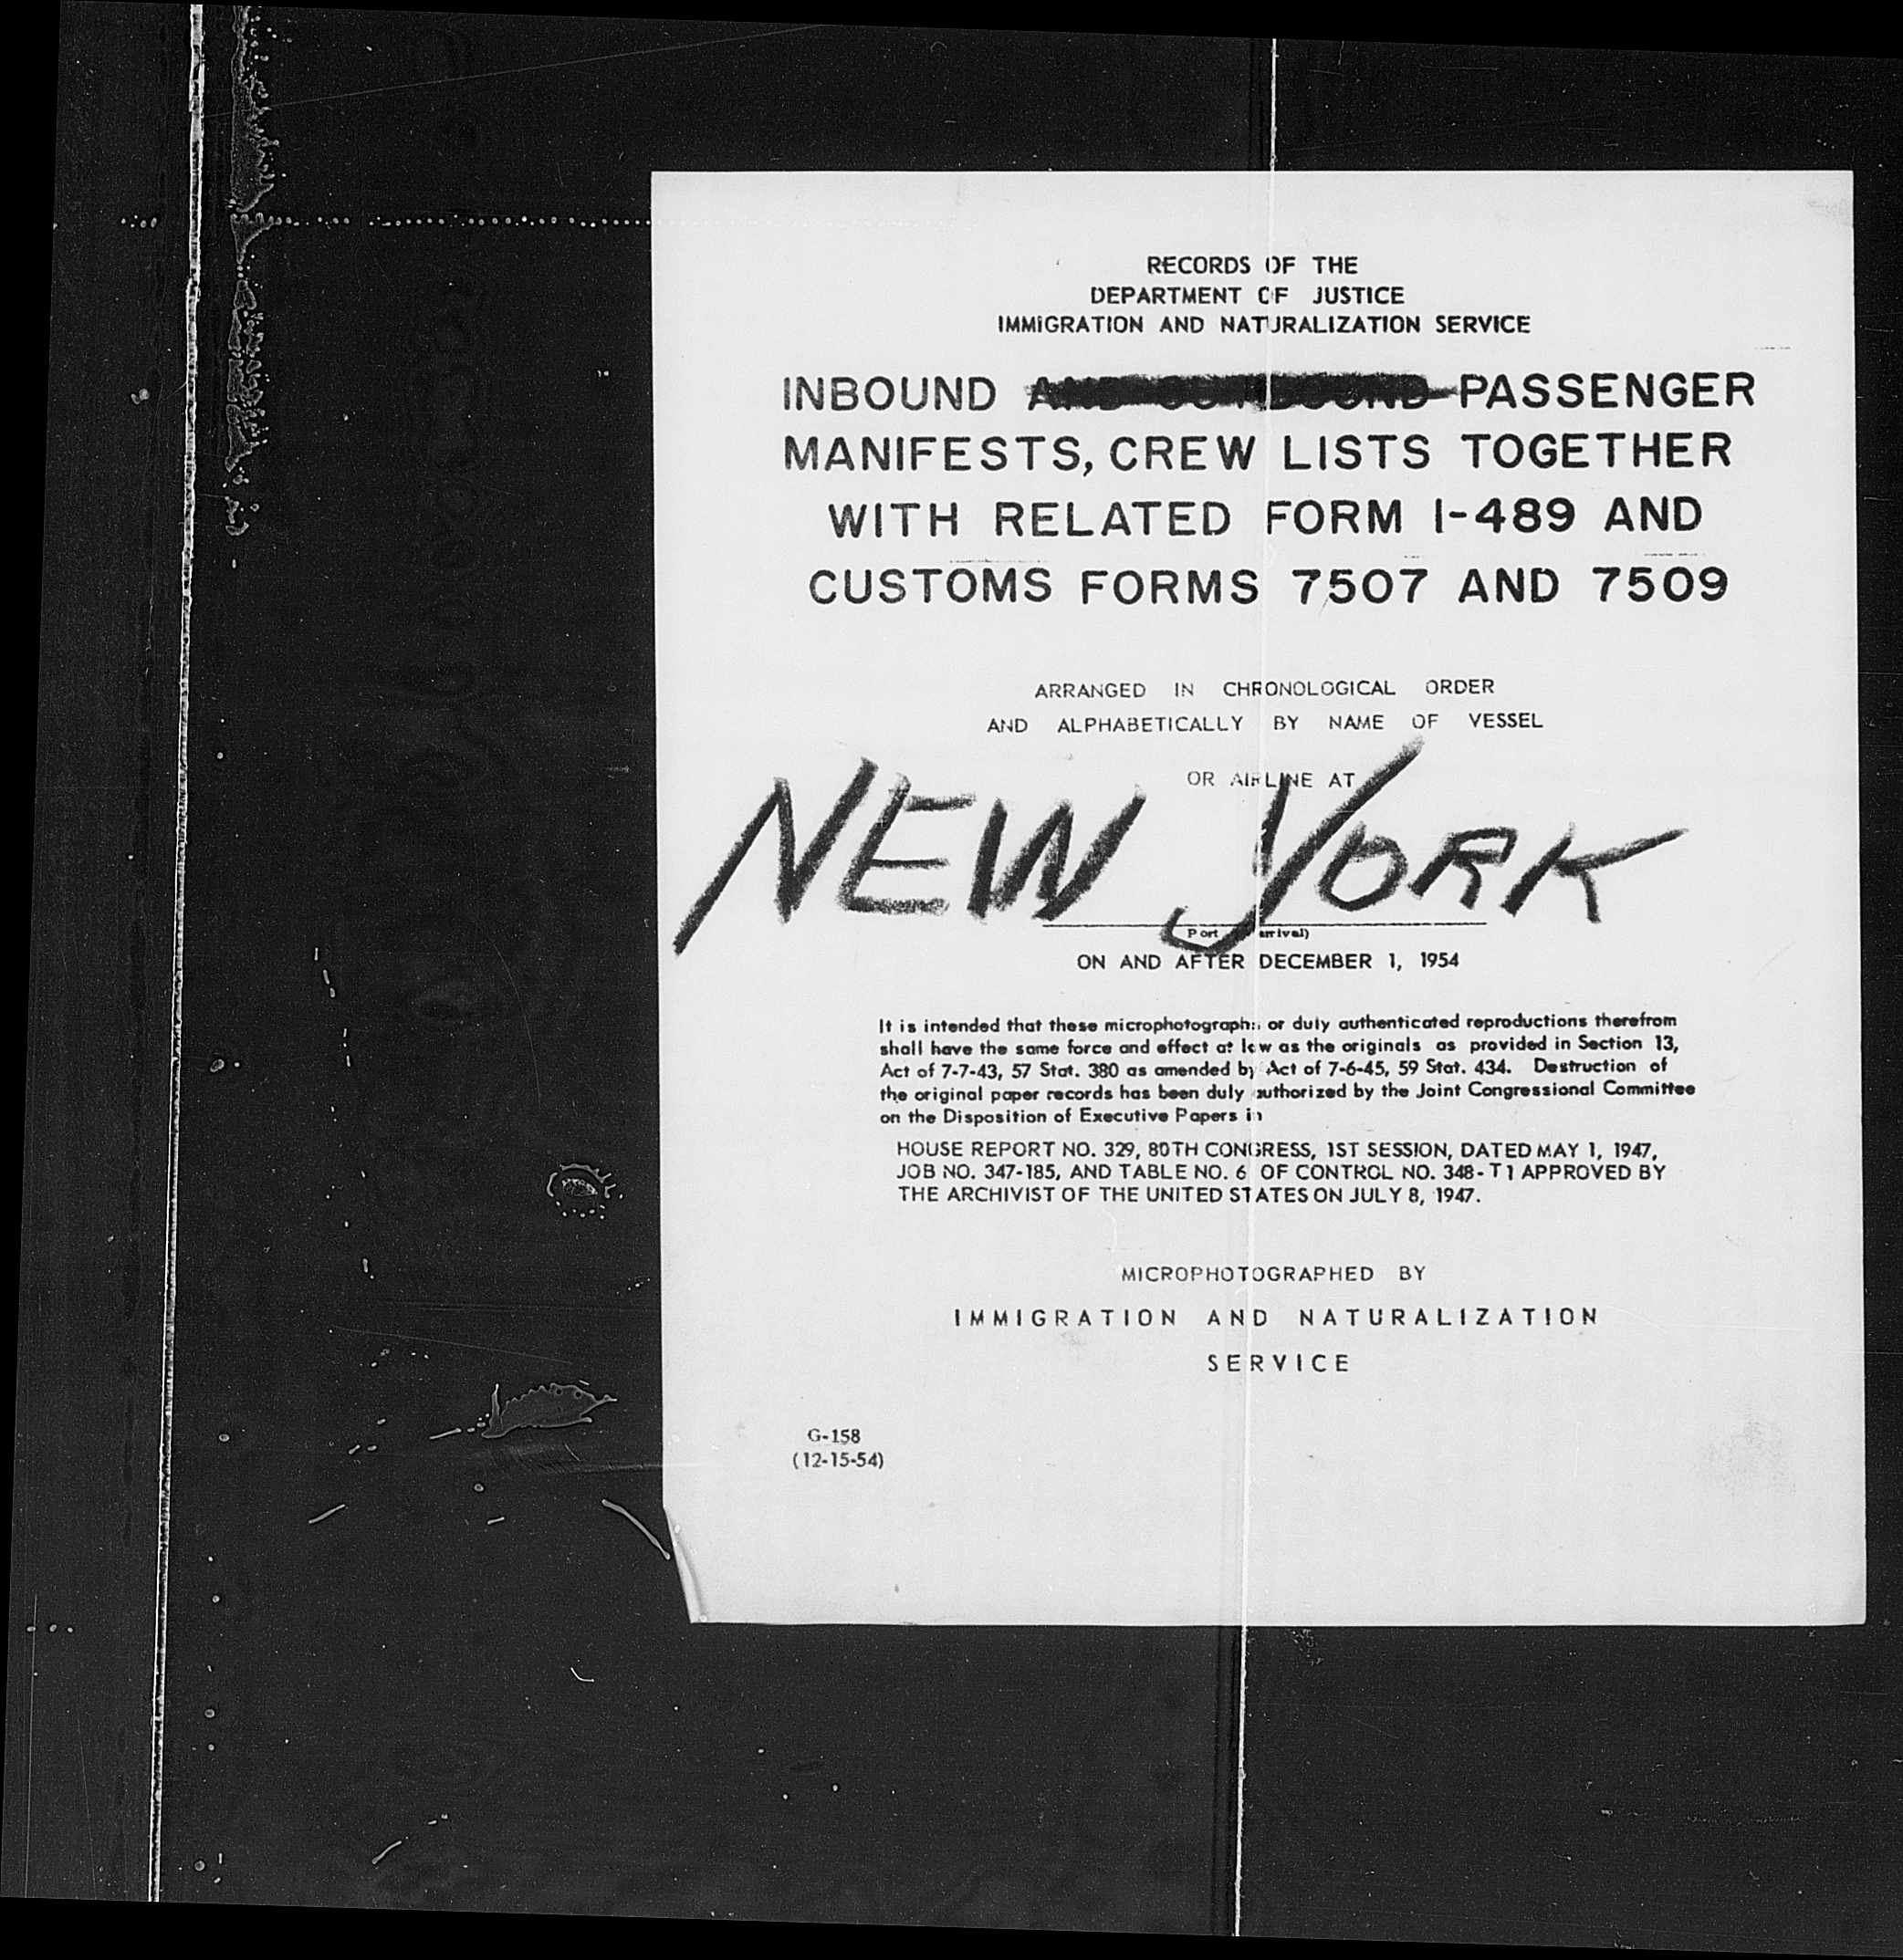 RECORDS OF THE
DEPARTMENT OF JUSTICE
IMMIGRATION AND NATURALIZATION SERVICE
INBOUND AND OUTBOUND PASSENGER
MANIFESTS, CREW LISTS TOGETHER
WITH RELATED FORM I-489 AND
CUSTOMS FORMS 7507 AND 7509
ARRANGED IN CHRONOLOGICAL ORDER
AND ALPHABETICALLY BY NAME OF VESSEL
OR AIRLINE AT
NEW YORK
(Port of arrival)
ON AND AFTER DECEMBER 1, 1954
It is intended that these microphotographs or duly authenticated reproductions therefrom
shall have the same force and effect at law as the originals as provided in Section 13,
Act of 7-7-43, 57 Stat. 380 as amended by Act of 7-6-45, 59 Stat. 434. Destruction of
the original paper records has been duly authorized by the Joint Congressional Committee
on the Disposition of Executive Papers in
HOUSE REPORT NO. 329, 80TH CONGRESS, 1ST SESSION, DATED MAY 1, 1947,
JOB NO. 347-185, AND TABLE NO. 6 OF CONTROL NO. 348-T1 APPROVED BY
THE ARCHIVIST OF THE UNITED STATES ON JULY 8, 1947.
MICROPHOTOGRAPHED BY
IMMIGRATION AND NATURALIZATION
SERVICE
G-158
(12-15-54)